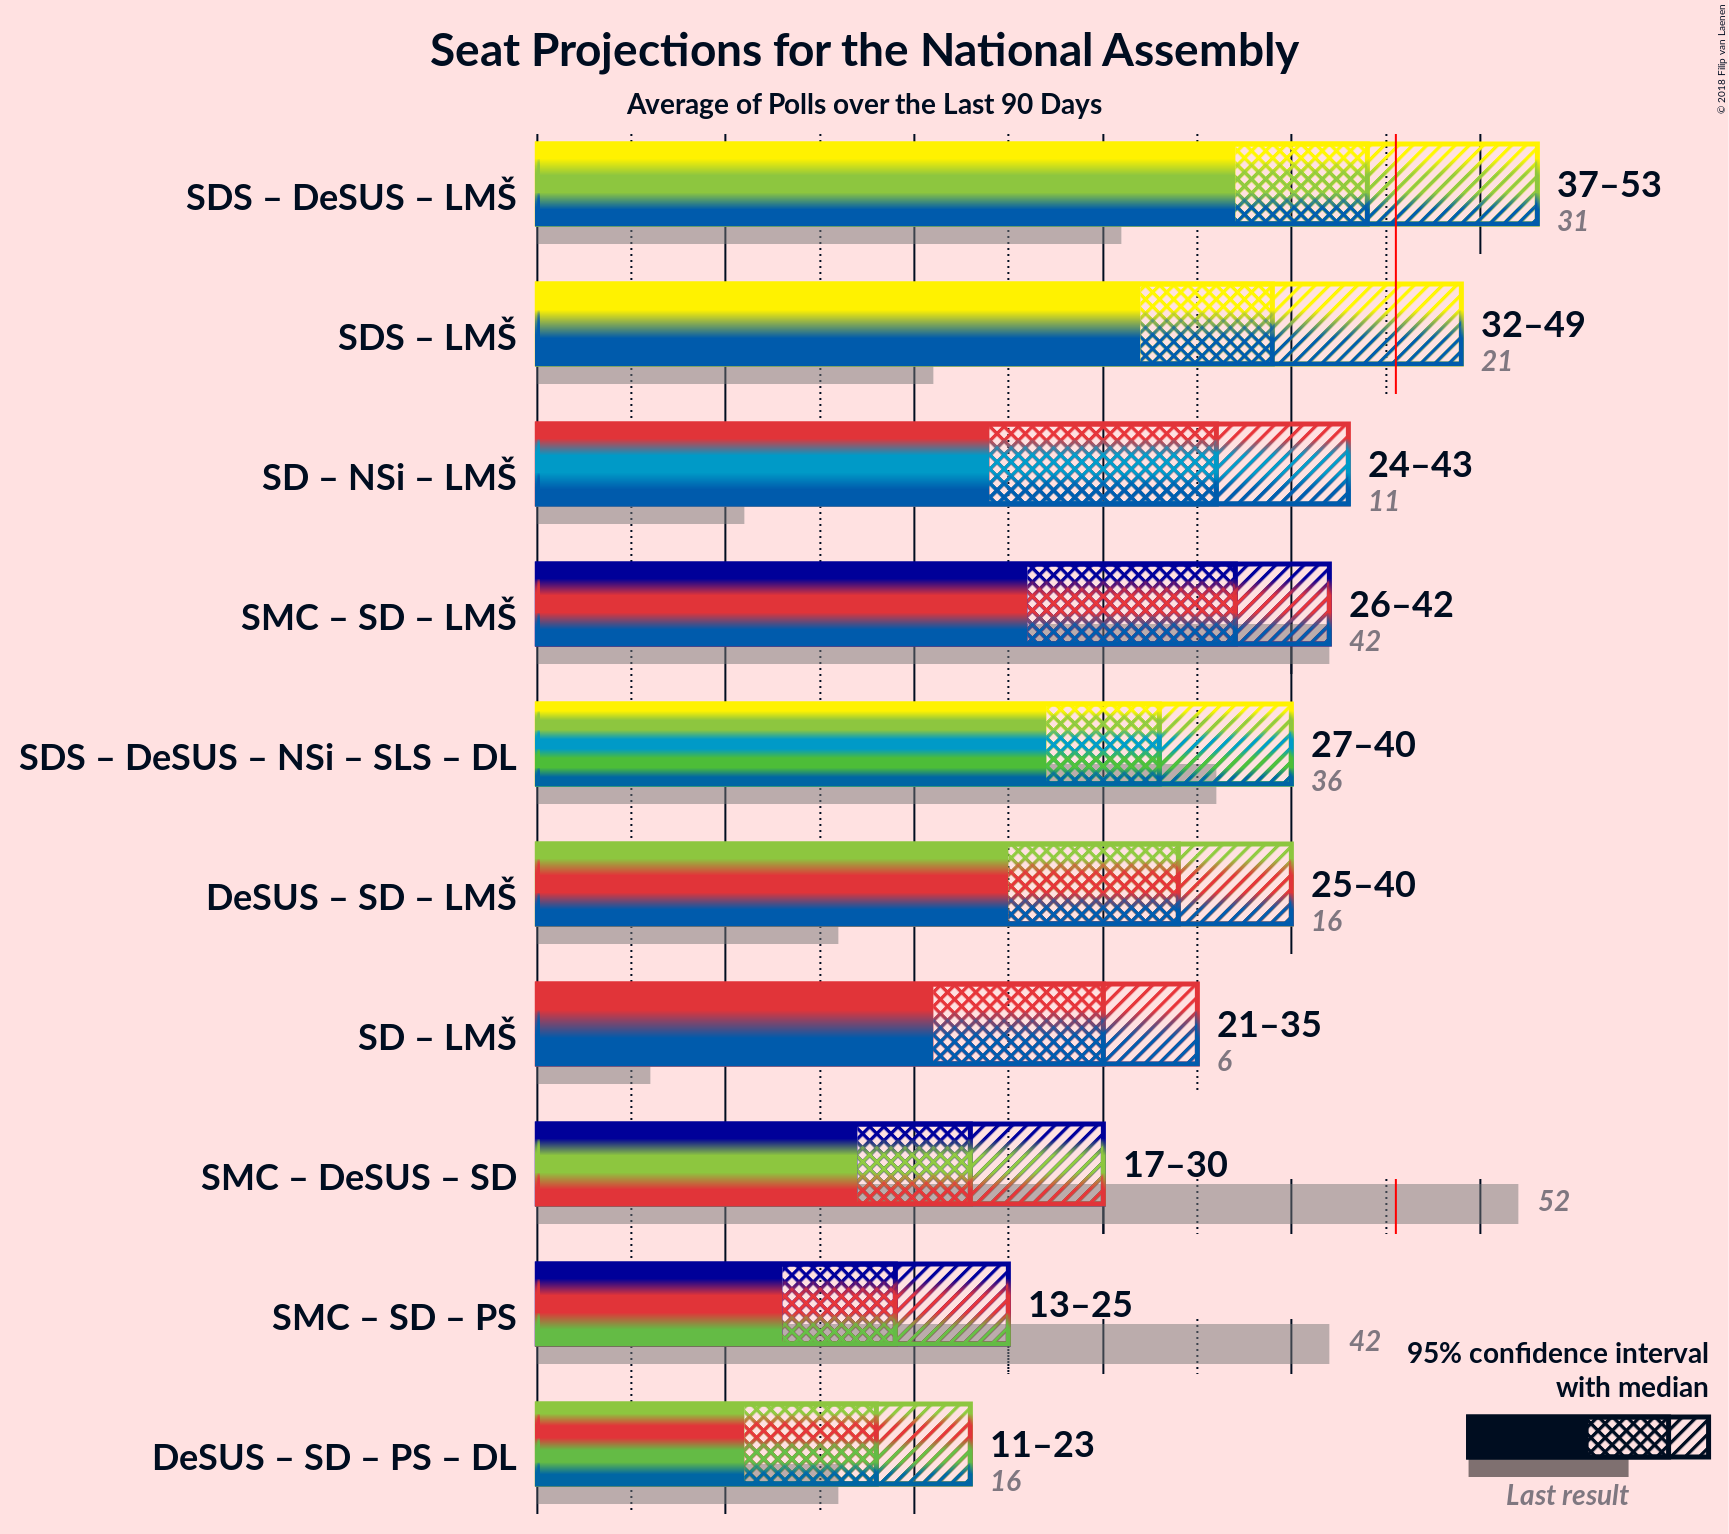 Seat Projections for the National Assembly
Average of Polls over the Last 90 Days
© 2018 Filip van Laenen
SDS – DeSUS – LMŠ
37–53
31
SDS – LMŠ
32–49
21
SD – NSi – LMŠ
24–43
11
SMC – SD – LMŠ
26–42
42
SDS – DeSUS – NSi – SLS – DL
27–40
36
DeSUS – SD – LMŠ
25–40
16
SD – LMŠ
21–35
6
SMC – DeSUS – SD
17–30
52
SMC – SD – PS
13–25
42
DeSUS – SD – PS – DL
11–23
16
95% confidence interval
with median
Last result